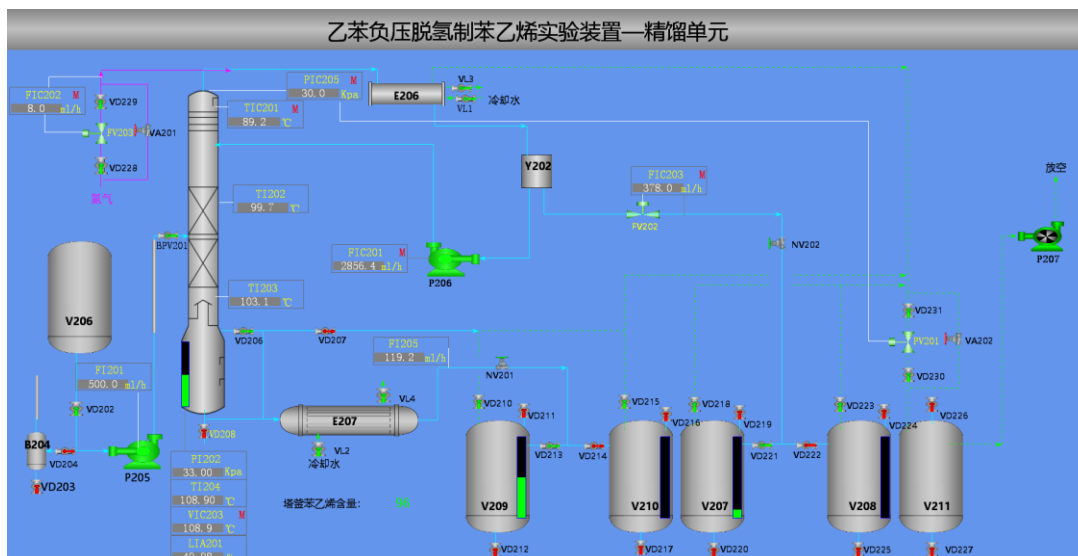 乙苯负压脱氢制苯乙烯实验装置—精馏单元
FIC202 M
8.0 ml/h
VD229
FV203
VA201
VD228
氮气
PIC205 M
30.0 Kpa
TIC201 M
89.2 ℃
E206
VL3
VL1
冷却水
Y202
FIC203 M
378.0 ml/h
FV202
NV202
放空
P207
TI202
99.7 ℃
BPV201
FIC201 M
2856.4 ml/h
P206
TI203
103.1 ℃
V206
VD206
VD207
FI205
119.2 ml/h
NV201
VD231
PV201
VA202
VD230
FI201
500.0 ml/h
VD202
B204
VD204
VD203
P205
VD208
E207
VL4
VL2
冷却水
VD210
VD211
VD213
VD214
V209
VD212
VD215
VD216
V210
VD217
VD218
VD219
VD221
VD222
V207
VD220
VD223
VD224
V208
VD225
VD226
V211
VD227
PI202
33.00 Kpa
TI204
108.90 ℃
VIC203 M
108.9 ℃
LIA201
塔釜苯乙烯含量: